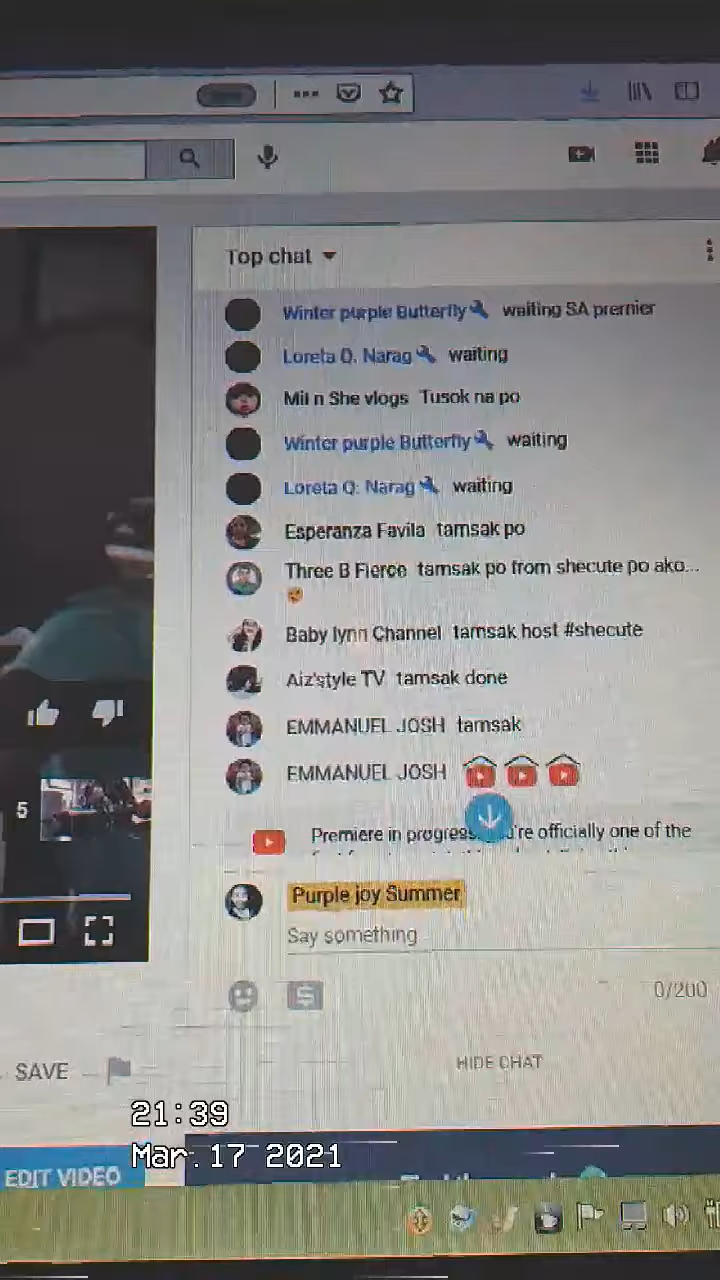 Top chat
Winter purple Butterfly waiting SA premier
Loreta Q. Narag waiting
Mil n She vlogs Tusok na po
Winter purple Butterfly waiting
Loreta Q. Narag waiting
Esperanza Favila tamsak po
Three B Fierce tamsak po from shecute po ako...
Baby lynn Channel tamsak host #shecute
Aiz'style TV tamsak done
EMMANUEL JOSH tamsak
EMMANUEL JOSH
5
Premiere in progress. 're officially one of the
Purple joy Summer
Say something
0/200
SAVE
HIDE CHAT
21:39
Mar.17 2021
EDIT VIDEO